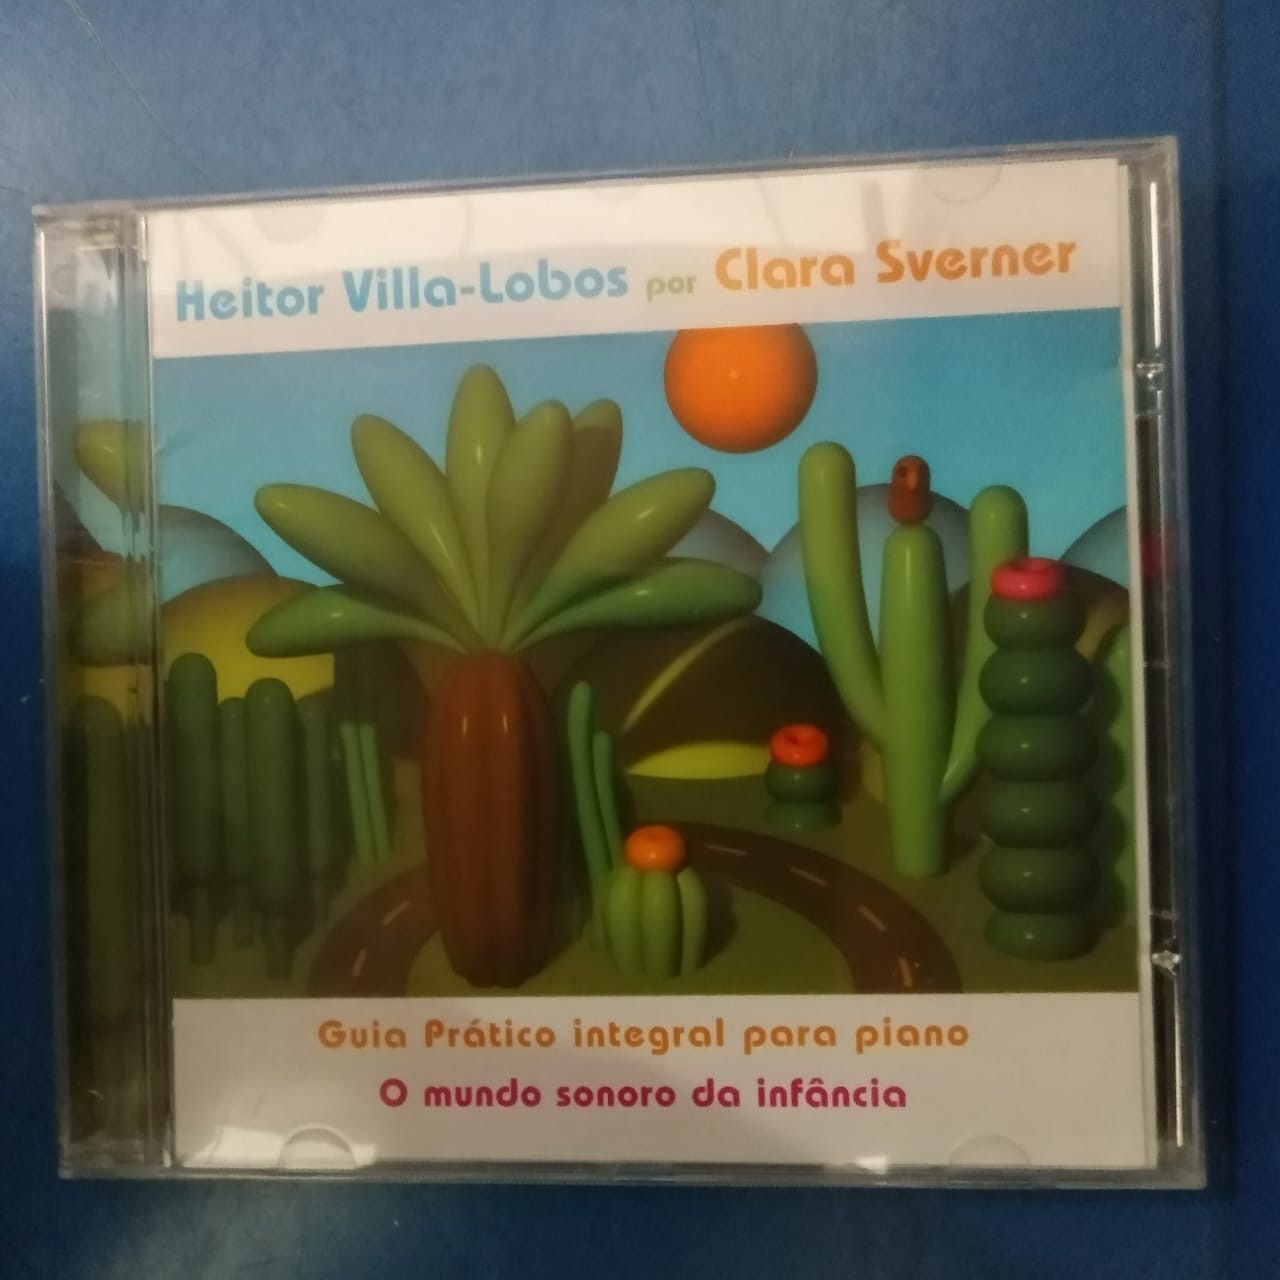 Heitor Villa-Lobos por Clara Sverner
Guia Prático integral para piano
O mundo sonoro da infância